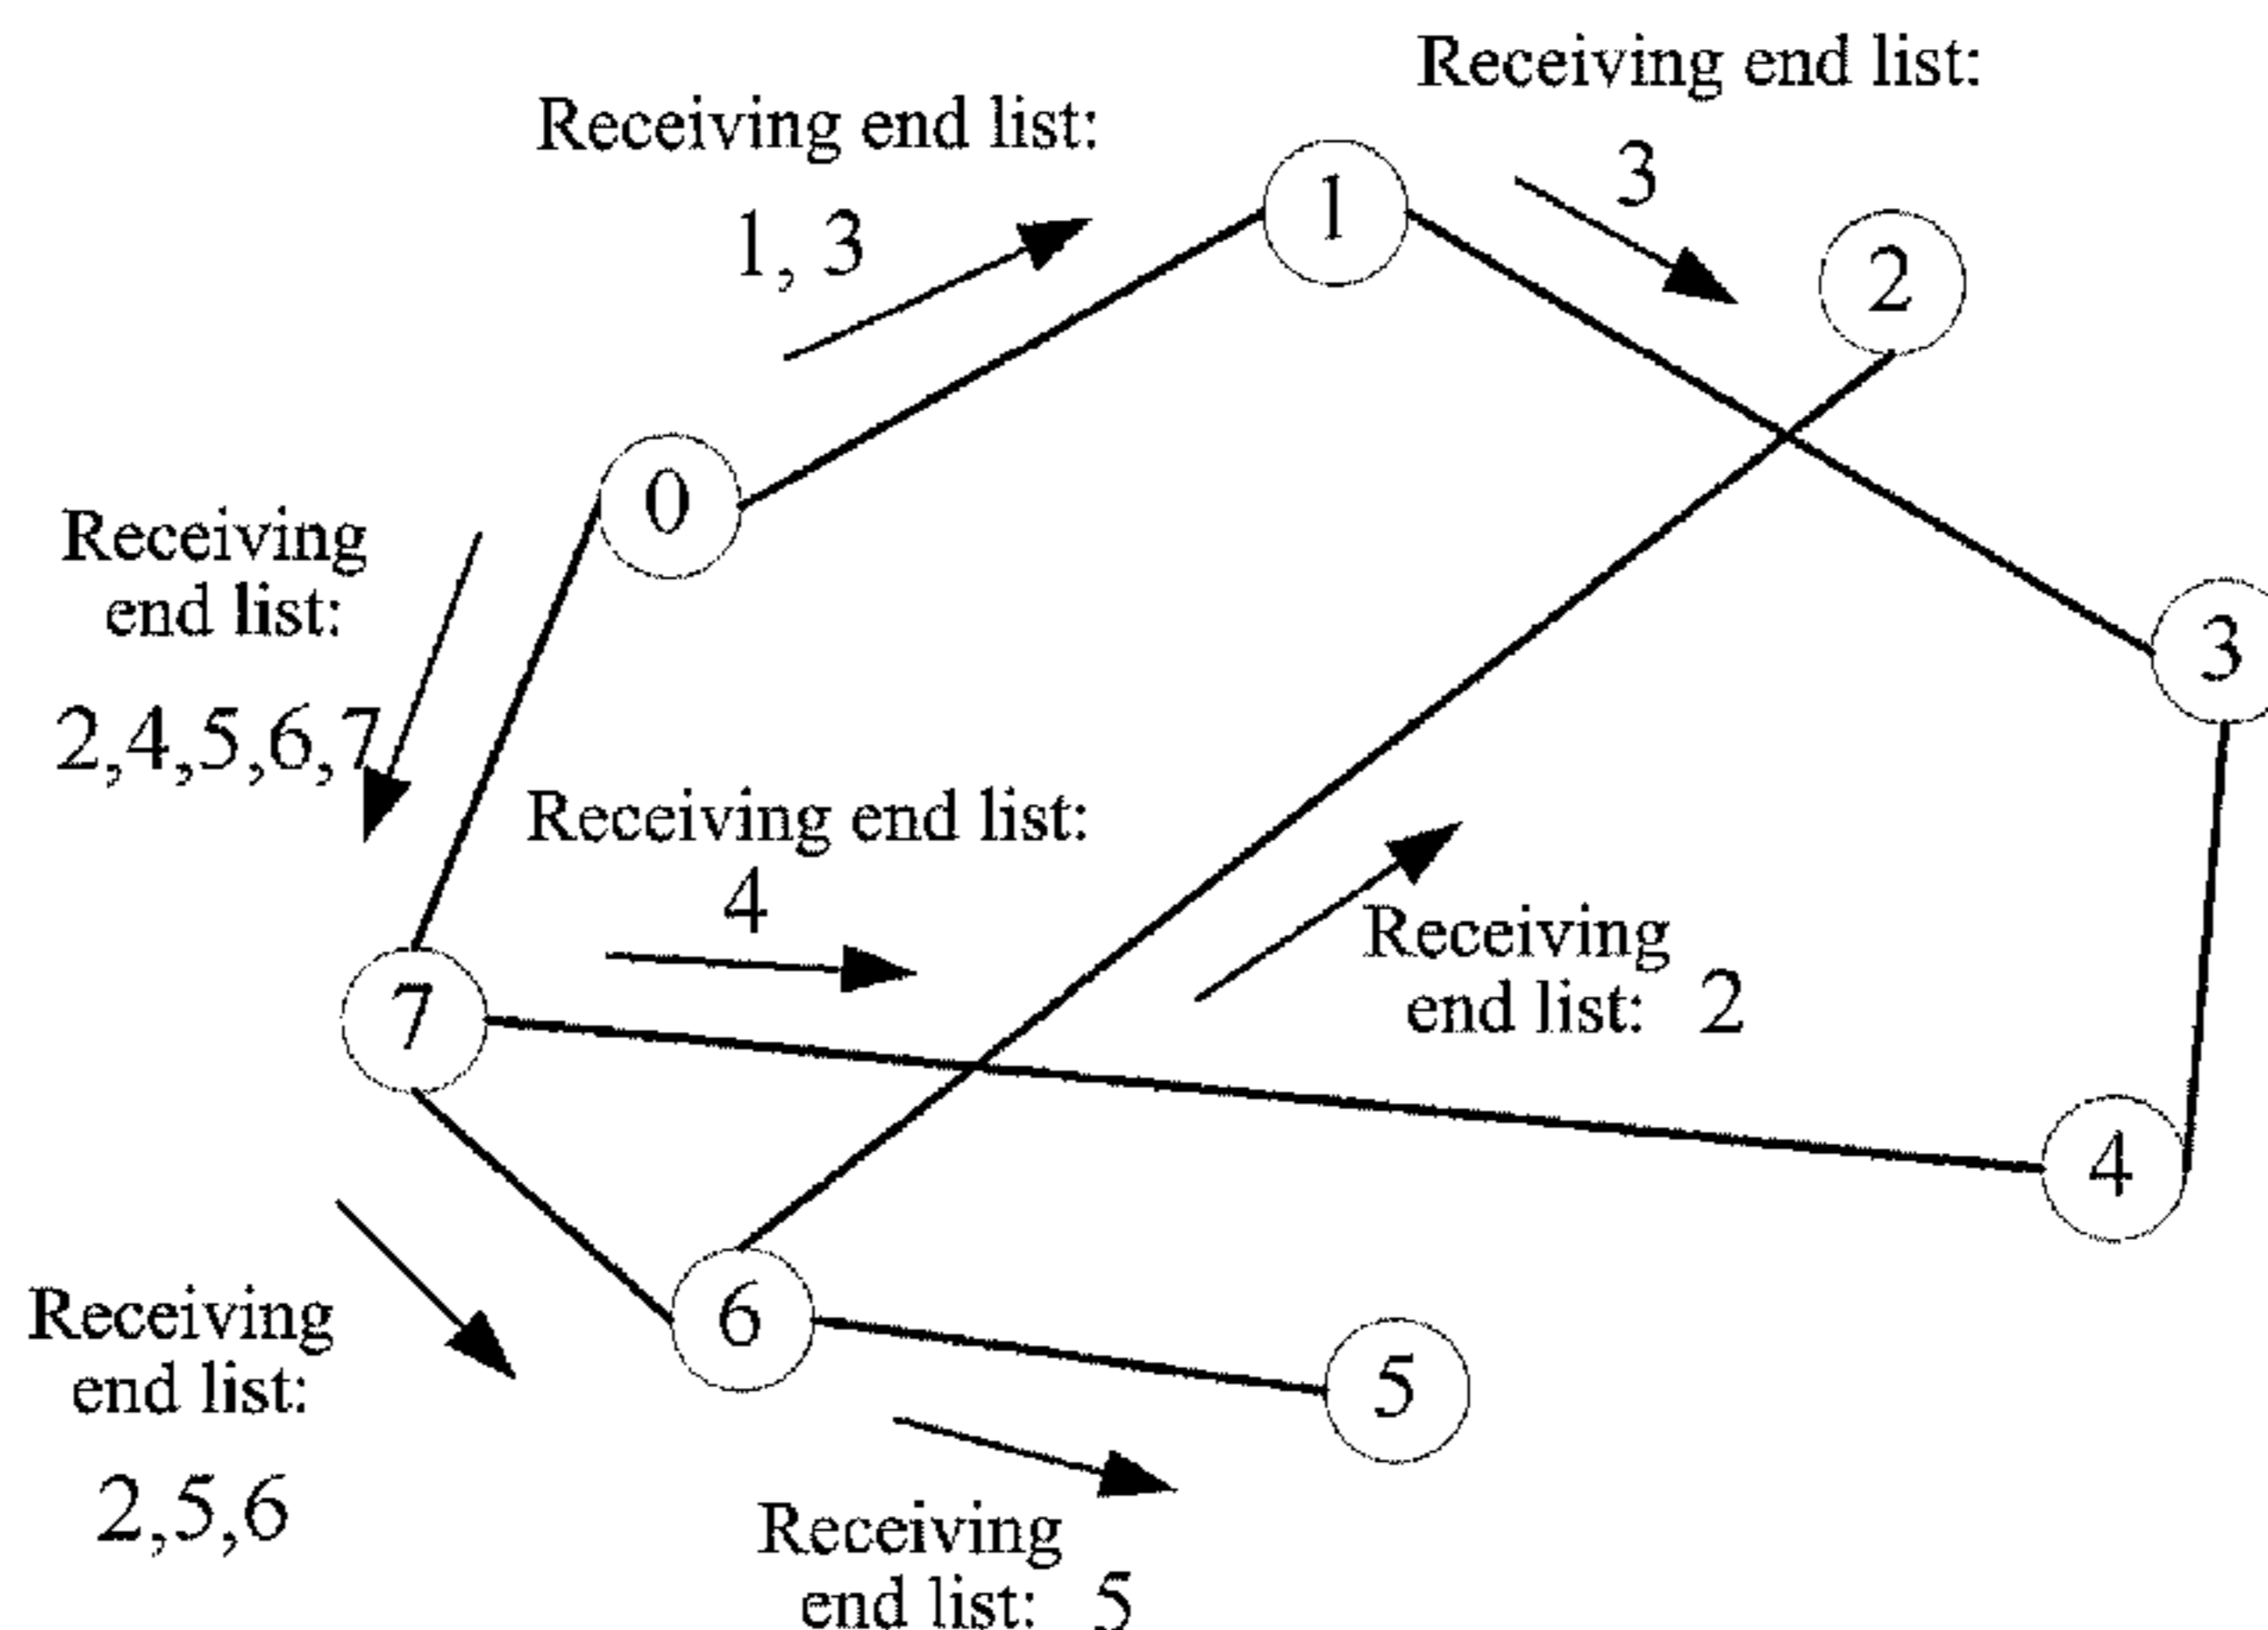 Receiving end list:
3
Receiving end list:
1, 3
1
2
0
Receiving
end list:
2,4,5,6,7
3
Receiving end list:
4
Receiving
end list: 2
7
4
6
5
Receiving
end list:
2,5,6
Receiving
end list: 5